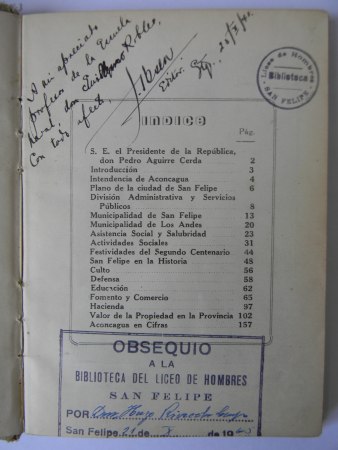 A mi apreciado
profesor de la Escuela
Naval don Guillermo Robles,
Con todo afecto.
Editor. Stgo. 20/X/40.
Liceo de Hombres
Biblioteca
SAN FELIPE
INDICE
Pág.
S. E. el Presidente de la República,
don Pedro Aguirre Cerda 2
Introducción 3
Intendencia de Aconcagua 4
Plano de la ciudad de San Felipe 6
División Administrativa y Servicios
Públicos 8
Municipalidad de San Felipe 13
Municipalidad de Los Andes 20
Asistencia Social y Salubridad 23
Actividades Sociales 31
Festividades del Segundo Centenario 44
San Felipe en la Historia 48
Culto 56
Defensa 58
Educación 62
Fomento y Comercio 65
Hacienda 97
Valor de la Propiedad en la Provincia 102
Aconcagua en Cifras 157
OBSEQUIO
A LA
BIBLIOTECA DEL LICEO DE HOMBRES
SAN FELIPE
POR
San Felipe, de X de 19